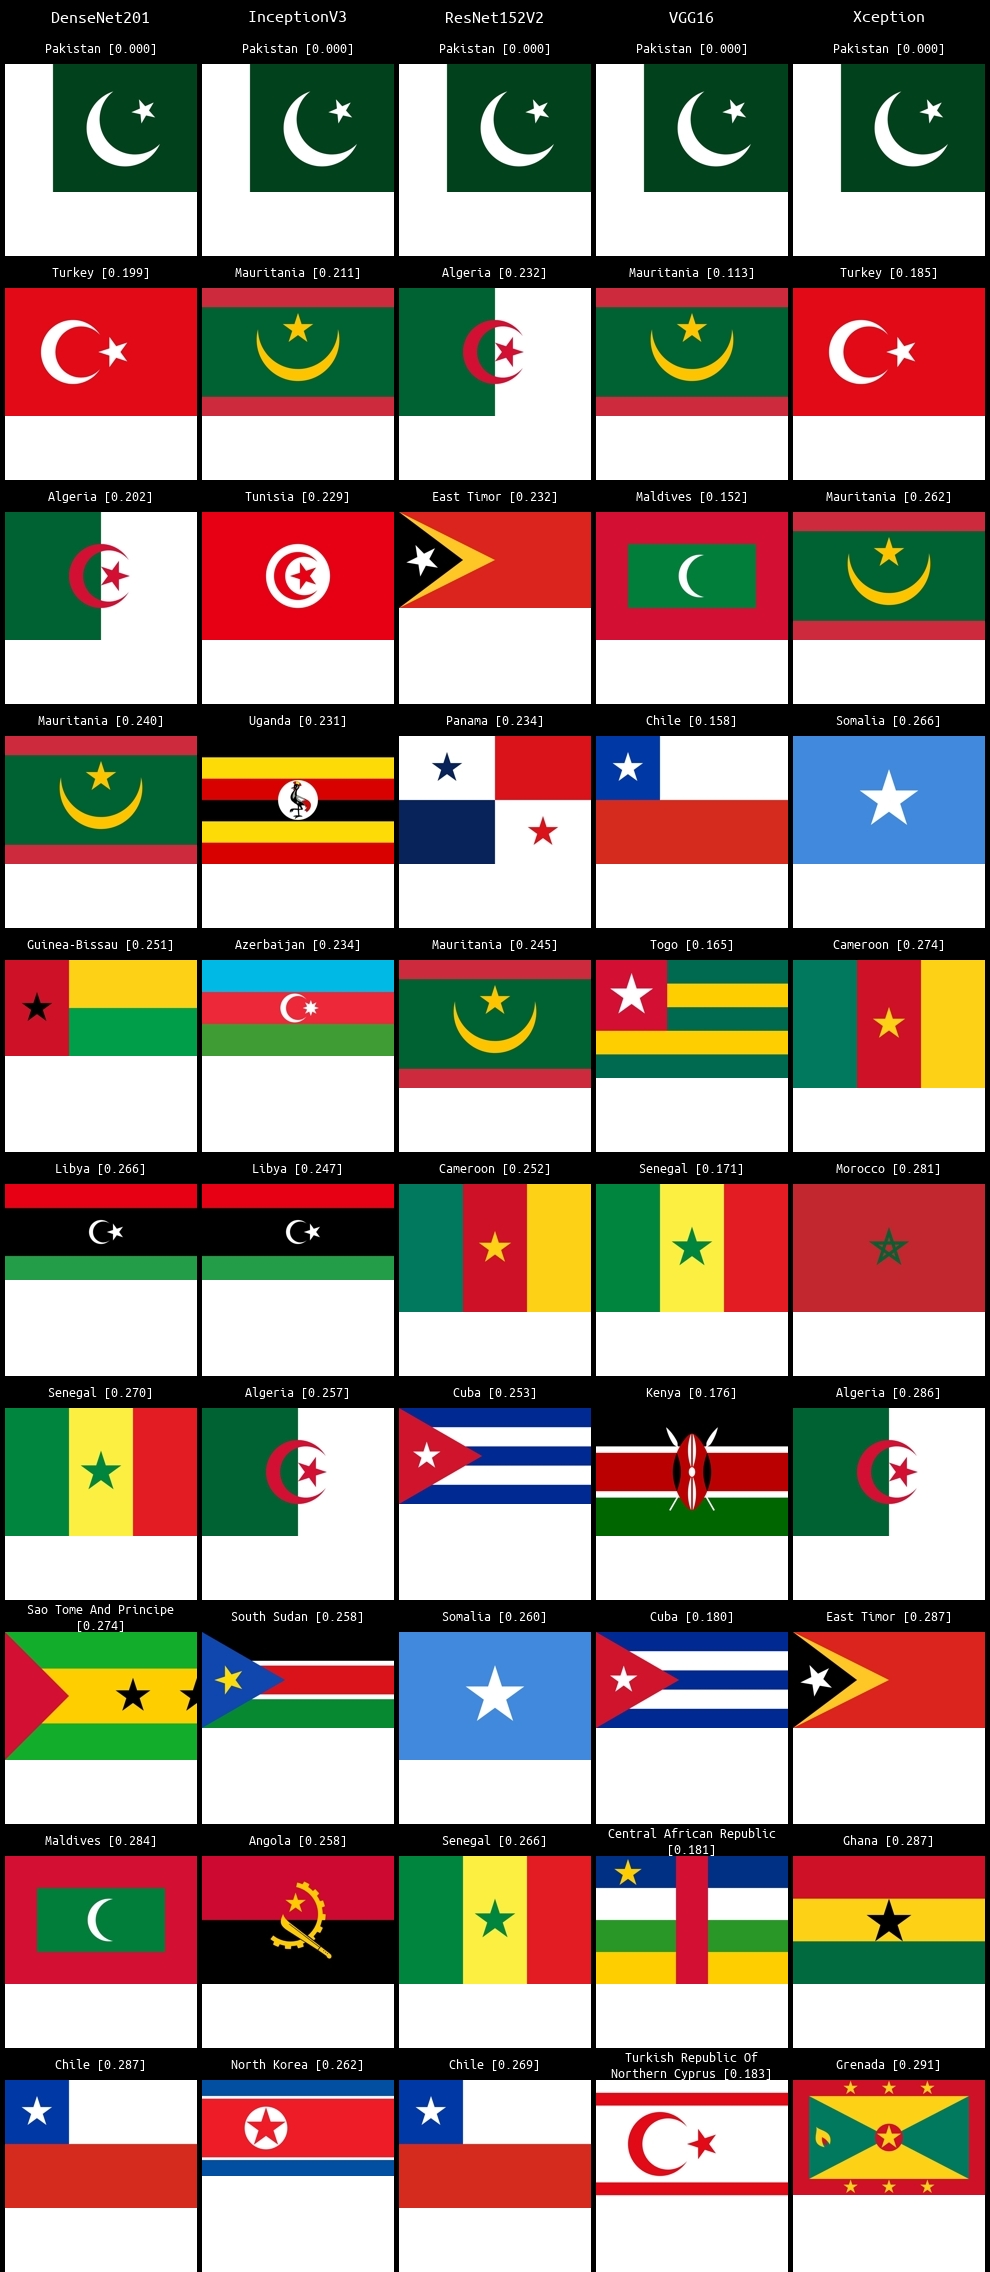 DenseNet201 InceptionV3 ResNet152V2 VGG16 Xception
Pakistan [0.000] Pakistan [0.000] Pakistan [0.000] Pakistan [0.000] Pakistan [0.000]
Turkey [0.199] Mauritania [0.211] Algeria [0.232] Mauritania [0.113] Turkey [0.185]
Algeria [0.202] Tunisia [0.229] East Timor [0.232] Maldives [0.152] Mauritania [0.262]
Mauritania [0.240] Uganda [0.231] Panama [0.234] Chile [0.158] Somalia [0.266]
Guinea-Bissau [0.251] Azerbaijan [0.234] Mauritania [0.245] Togo [0.165] Cameroon [0.274]
Libya [0.266] Libya [0.247] Cameroon [0.252] Senegal [0.171] Morocco [0.281]
Senegal [0.270] Algeria [0.257] Cuba [0.253] Kenya [0.176] Algeria [0.286]
Sao Tome And Principe
[0.274] South Sudan [0.258] Somalia [0.260] Cuba [0.180] East Timor [0.287]
Maldives [0.284] Angola [0.258] Senegal [0.266] Central African Republic
[0.181] Ghana [0.287]
Chile [0.287] North Korea [0.262] Chile [0.269] Turkish Republic Of
Northern Cyprus [0.183] Grenada [0.291]